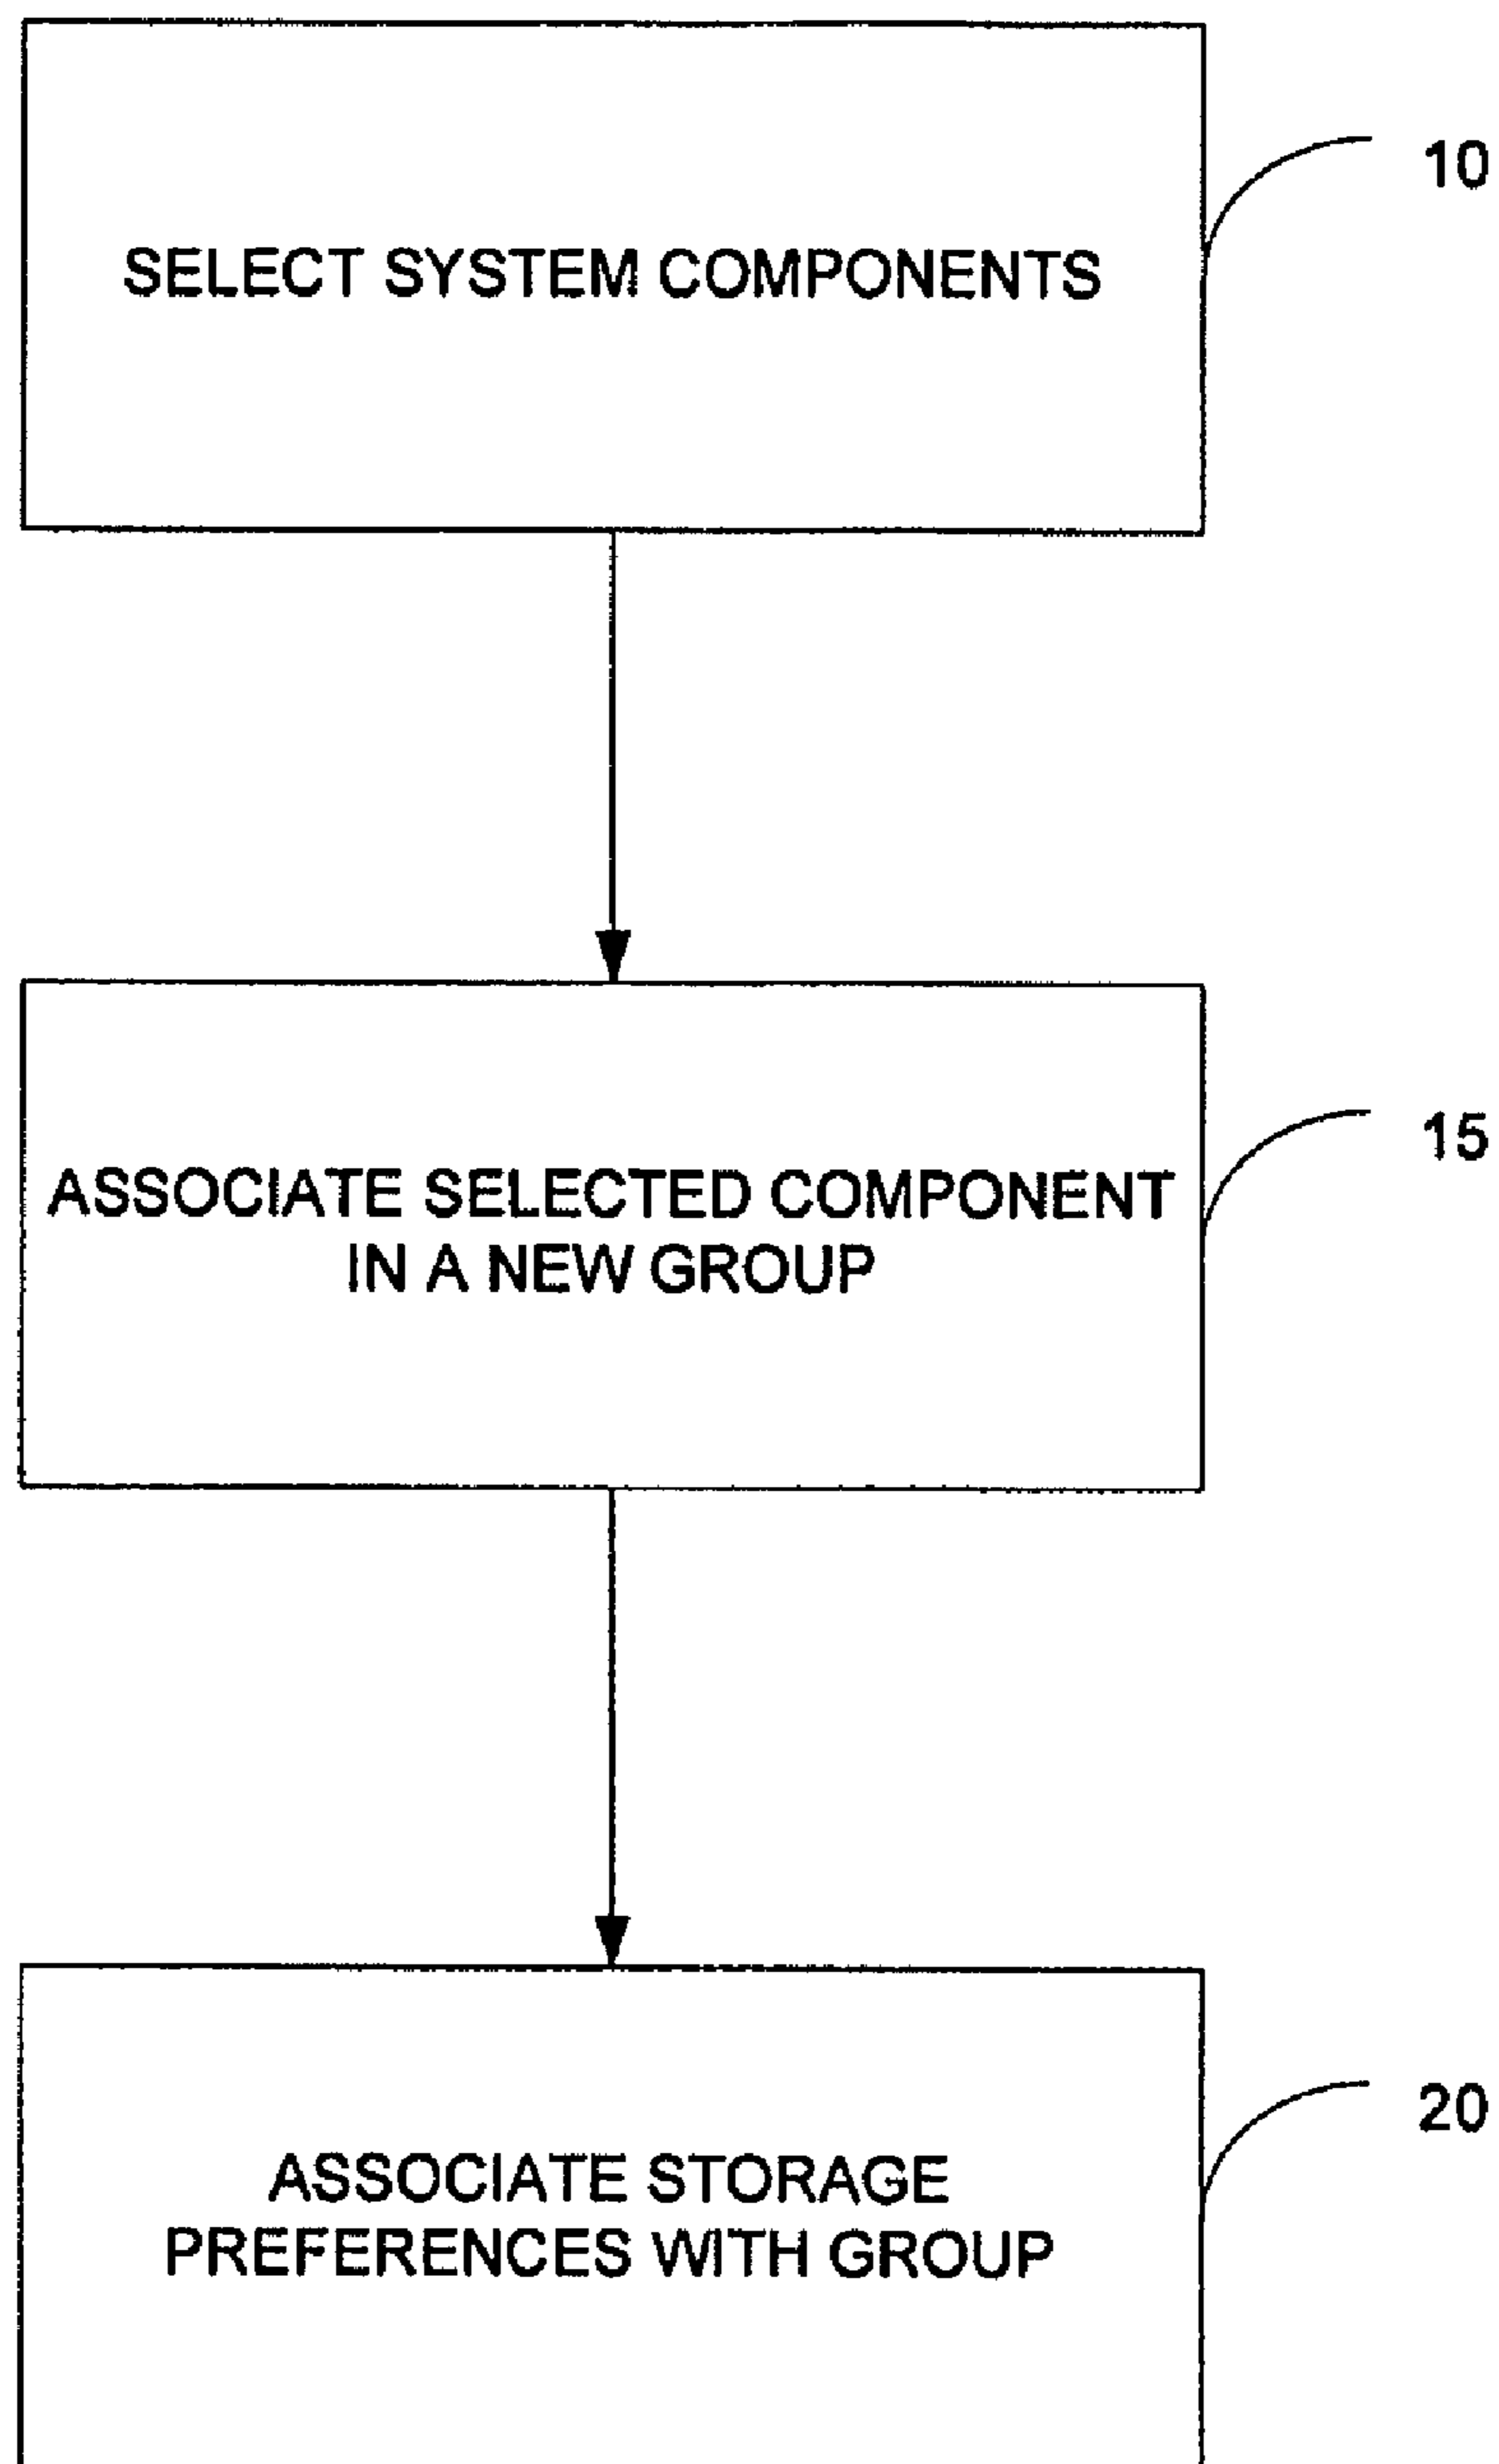 SELECT SYSTEM COMPONENTS
10
ASSOCIATE SELECTED COMPONENT
IN A NEW GROUP
15
ASSOCIATE STORAGE
PREFERENCES WITH GROUP
20